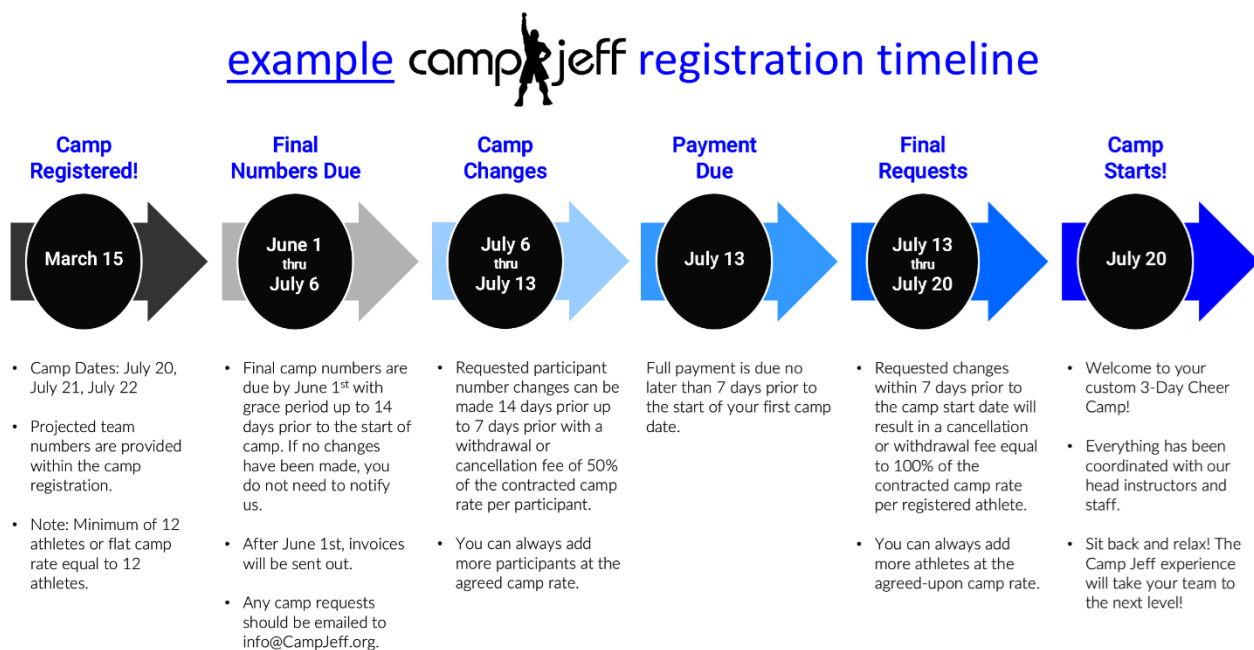 example camp jeff registration timeline
Camp
Registered!
March 15
• Camp Dates: July 20,
July 21, July 22
• Projected team
numbers are provided
within the camp
registration.
• Note: Minimum of 12
athletes or flat camp
rate equal to 12
athletes.
Final
Numbers Due
June 1
thru
July 6
• Final camp numbers are
due by June 1st with
grace period up to 14
days prior to the start of
camp. If no changes
have been made, you
do not need to notify
us.
• After June 1st, invoices
will be sent out.
• Any camp requests
should be emailed to
info@CampJeff.org.
Camp
Changes
July 6
thru
July 13
• Requested participant
number changes can be
made 14 days prior up
to 7 days prior with a
withdrawal or
cancellation fee of 50%
of the contracted camp
rate per participant.
• You can always add
more participants at the
agreed camp rate.
Payment
Due
July 13
Full payment is due no
later than 7 days prior to
the start of your first camp
date.
Final
Requests
July 13
thru
July 20
• Requested changes
within 7 days prior to
the camp start date will
result in a cancellation
or withdrawal fee equal
to 100% of the
contracted camp rate
per registered athlete.
• You can always add
more athletes at the
agreed-upon camp rate.
Camp
Starts!
July 20
• Welcome to your
custom 3-Day Cheer
Camp!
• Everything has been
coordinated with our
head instructors and
staff.
• Sit back and relax! The
Camp Jeff experience
will take your team to
the next level!